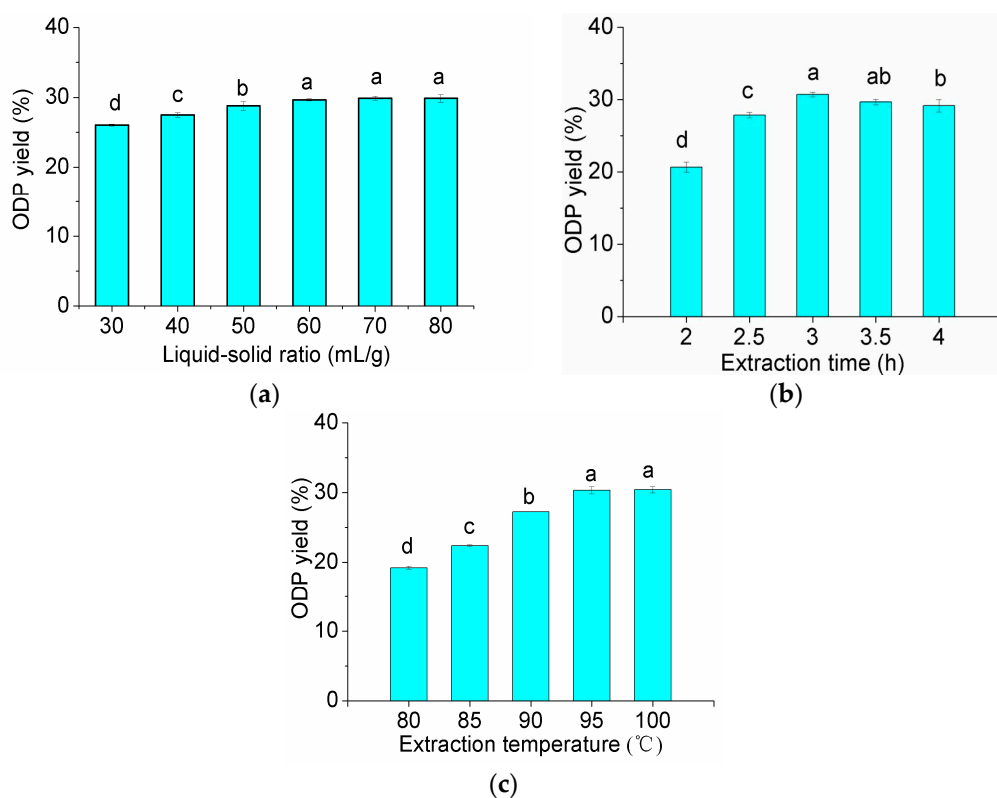 40
30
20
10
0
ODP yield (%)
d
c
b
a
a
a
30 40 50 60 70 80
Liquid-solid ratio (mL/g)
(a)
40
30
20
10
0
ODP yield (%)
d
c
a
ab
b
2 2.5 3 3.5 4
Extraction time (h)
(b)
40
30
20
10
0
ODP yield (%)
d
c
b
a
a
80 85 90 95 100
Extraction temperature (℃)
(c)